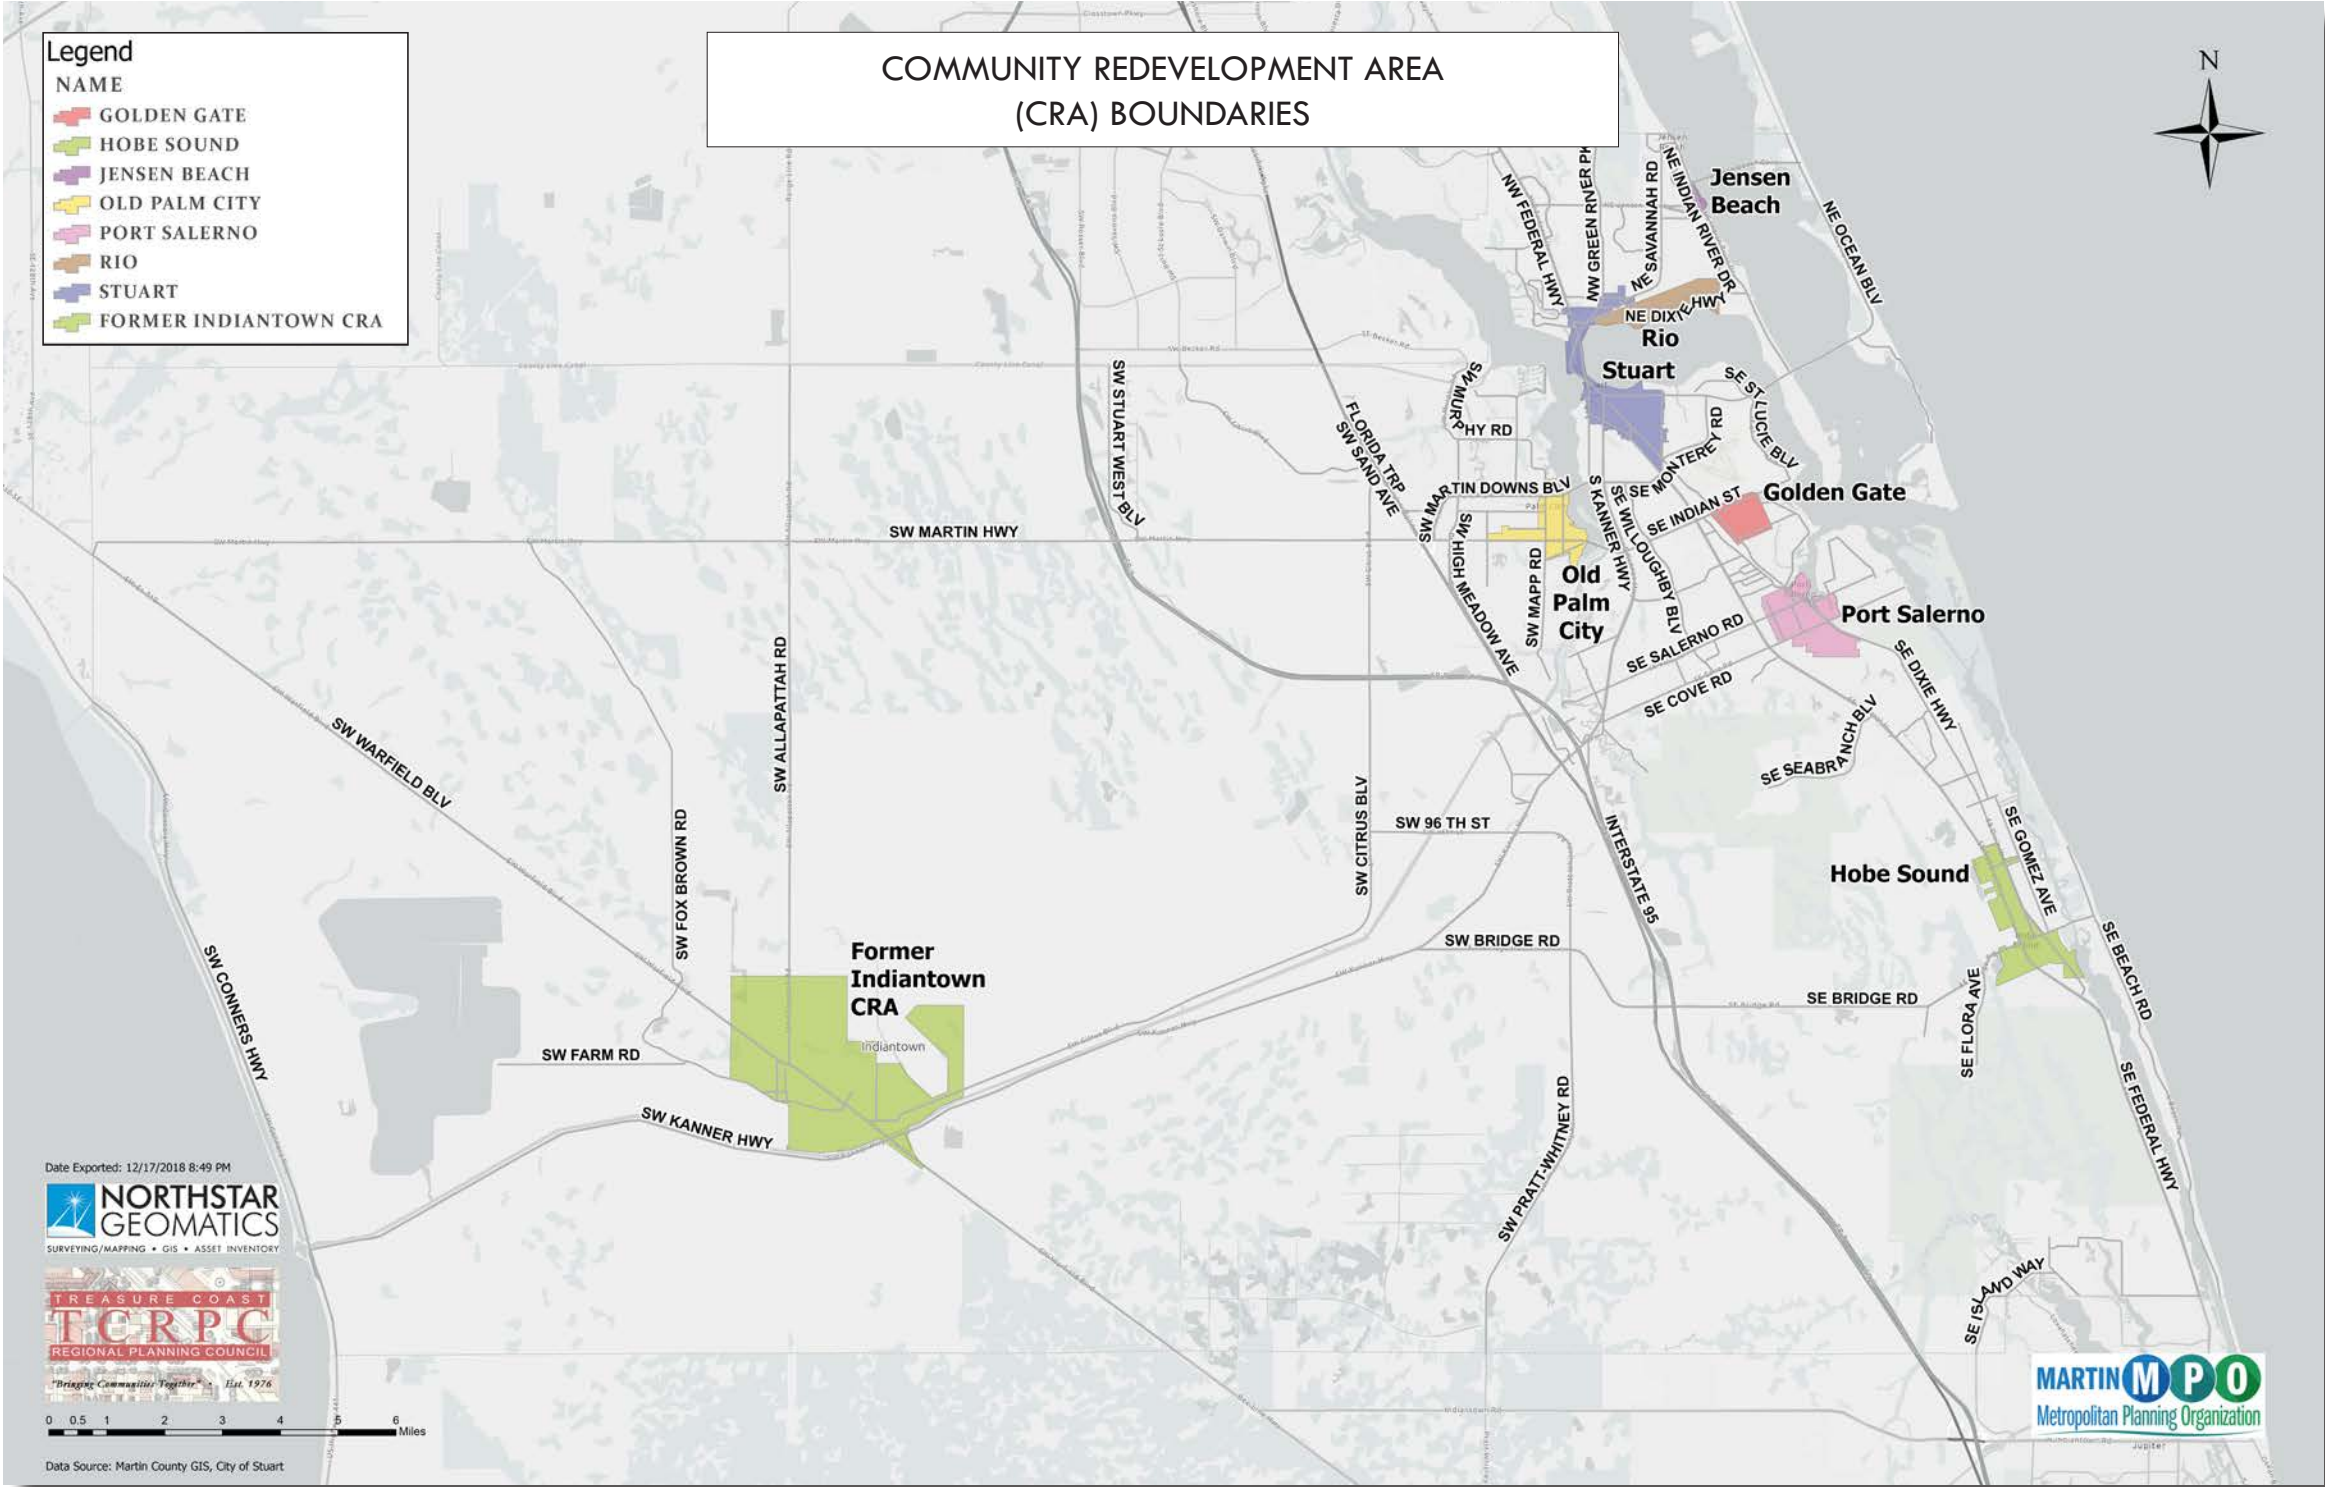 COMMUNITY REDEVELOPMENT AREA
(CRA) BOUNDARIES
Legend
NAME
GOLDEN GATE
HOBE SOUND
JENSEN BEACH
OLD PALM CITY
PORT SALERNO
RIO
STUART
FORMER INDIANTOWN CRA
N
Jensen
Beach
NE OCEAN BLV
NW FEDERAL HWY
NW GREEN RIVER PK
NE SAVANNAH RD
NE INDIAN RIVER DR
NE DIXIE HWY
Rio
Stuart
SE ST LUCIE BLV
SW MURPHY RD
SW STUART WEST BLV
FLORIDA TRP
SW SAND AVE
SE MONTEREY RD
SW MARTIN DOWNS BLV
S KANNER HWY
SE WILLOUGHBY BLV
SE INDIAN ST
Golden Gate
SW MARTIN HWY
SW HIGH MEADOW AVE
SW MAPP RD
Old
Palm
City
Port Salerno
SE SALERNO RD
SE COVE RD
SE DIXIE HWY
SE SEABRANCH BLV
SW ALLAPATTAH RD
SW WARFIELD BLV
SW FOX BROWN RD
SW CITRUS BLV
SW 96 TH ST
INTERSTATE 95
SE GOMEZ AVE
Hobe Sound
SW BRIDGE RD
SE BRIDGE RD
SE FLORA AVE
SE BEACH RD
SW CONNERS HWY
Former
Indiantown
CRA
Indiantown
SW FARM RD
SW KANNER HWY
SW PRATT-WHITNEY RD
SE FEDERAL HWY
SE ISLAND WAY
Indiantown Rd
Jupiter
Date Exported: 12/17/2018 8:49 PM
NORTHSTAR
GEOMATICS
SURVEYING/MAPPING • GIS • ASSET INVENTORY
TREASURE COAST
TCRPC
REGIONAL PLANNING COUNCIL
"Bringing Communities Together" • Est. 1976
0 0.5 1 2 3 4 5 6
Miles
Data Source: Martin County GIS, City of Stuart
MARTIN MPO
Metropolitan Planning Organization